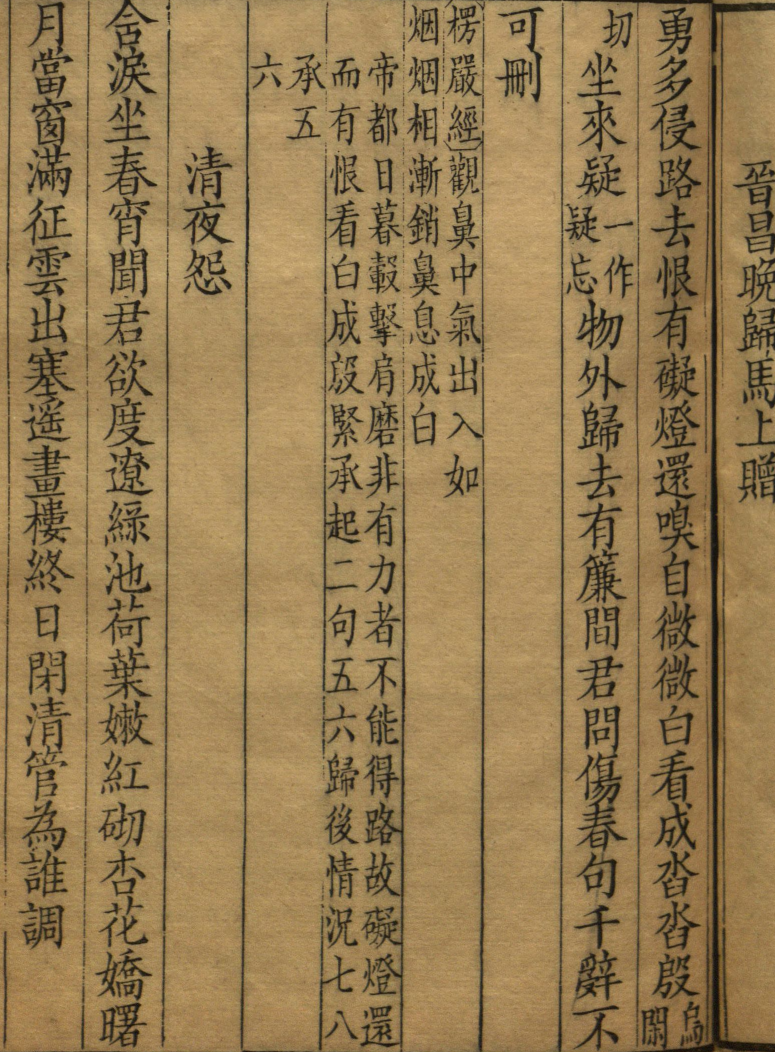 晉昌晚歸馬上贈
勇多侵路去恨有礙燈還嗅自微微白看成沓沓殷烏
閑
切坐來疑一作
疑忘物外歸去有簾間君問傷春句千辭不
可刪
楞嚴經觀鼻中氣出入如
烟烟相漸銷鼻息成白
帝都日暮轂擊肩磨非有力者不能得路故礙燈還
而有恨看白成殷緊承起二句五六歸後情況七八
承五
六
清夜怨
含淚坐春宵聞君欲度遼綠池荷葉嫩紅砌杏花嬌曙
月當窗滿征雲出塞遥畫樓終日閉清管為誰調